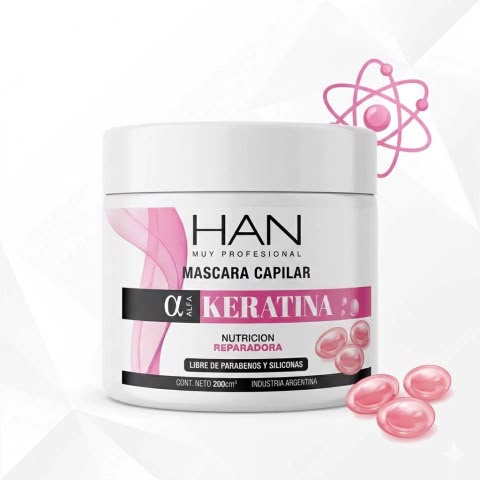 HAN
MUY PROFESIONAL
MASCARA CAPILAR
α ALFA KERATINA
NUTRICION
REPARADORA
LIBRE DE PARABENOS Y SILICONAS
CONT. NETO 200cm³ INDUSTRIA ARGENTINA